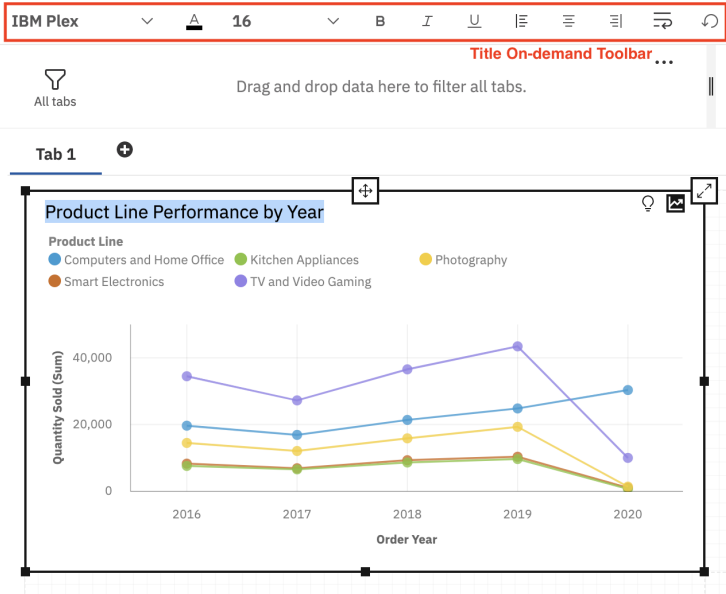 IBM Plex A 16 B I U
Title On-demand Toolbar
All tabs
Drag and drop data here to filter all tabs.
Tab 1
Product Line Performance by Year
Product Line
Computers and Home Office Kitchen Appliances Photography
Smart Electronics TV and Video Gaming
Quantity Sold (Sum)
40,000
20,000
0
2016 2017 2018 2019 2020
Order Year